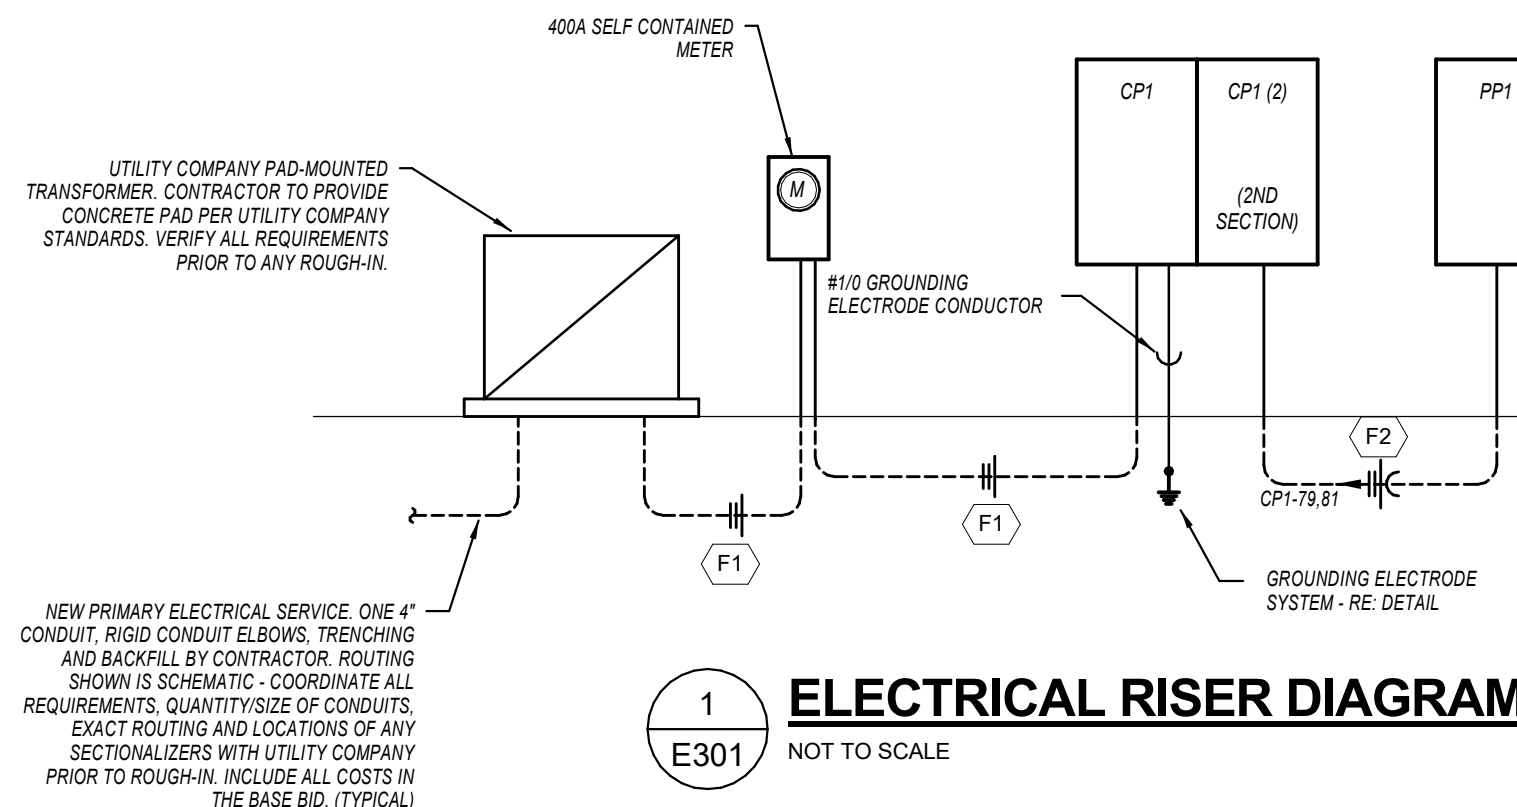 400A SELF CONTAINED
METER
UTILITY COMPANY PAD-MOUNTED
TRANSFORMER. CONTRACTOR TO PROVIDE
CONCRETE PAD PER UTILITY COMPANY
STANDARDS. VERIFY ALL REQUIREMENTS
PRIOR TO ANY ROUGH-IN.
M
CP1
CP1 (2)
(2ND
SECTION)
PP1
#1/0 GROUNDING
ELECTRODE CONDUCTOR
F2
CP1-79,81
F1
F1
GROUNDING ELECTRODE
SYSTEM - RE: DETAIL
NEW PRIMARY ELECTRICAL SERVICE. ONE 4"
CONDUIT, RIGID CONDUIT ELBOWS, TRENCHING
AND BACKFILL BY CONTRACTOR. ROUTING
SHOWN IS SCHEMATIC - COORDINATE ALL
REQUIREMENTS, QUANTITY/SIZE OF CONDUITS,
EXACT ROUTING AND LOCATIONS OF ANY
SECTIONALIZERS WITH UTILITY COMPANY
PRIOR TO ROUGH-IN. INCLUDE ALL COSTS IN
THE BASE BID. (TYPICAL)
1
E301
ELECTRICAL RISER DIAGRAM
NOT TO SCALE